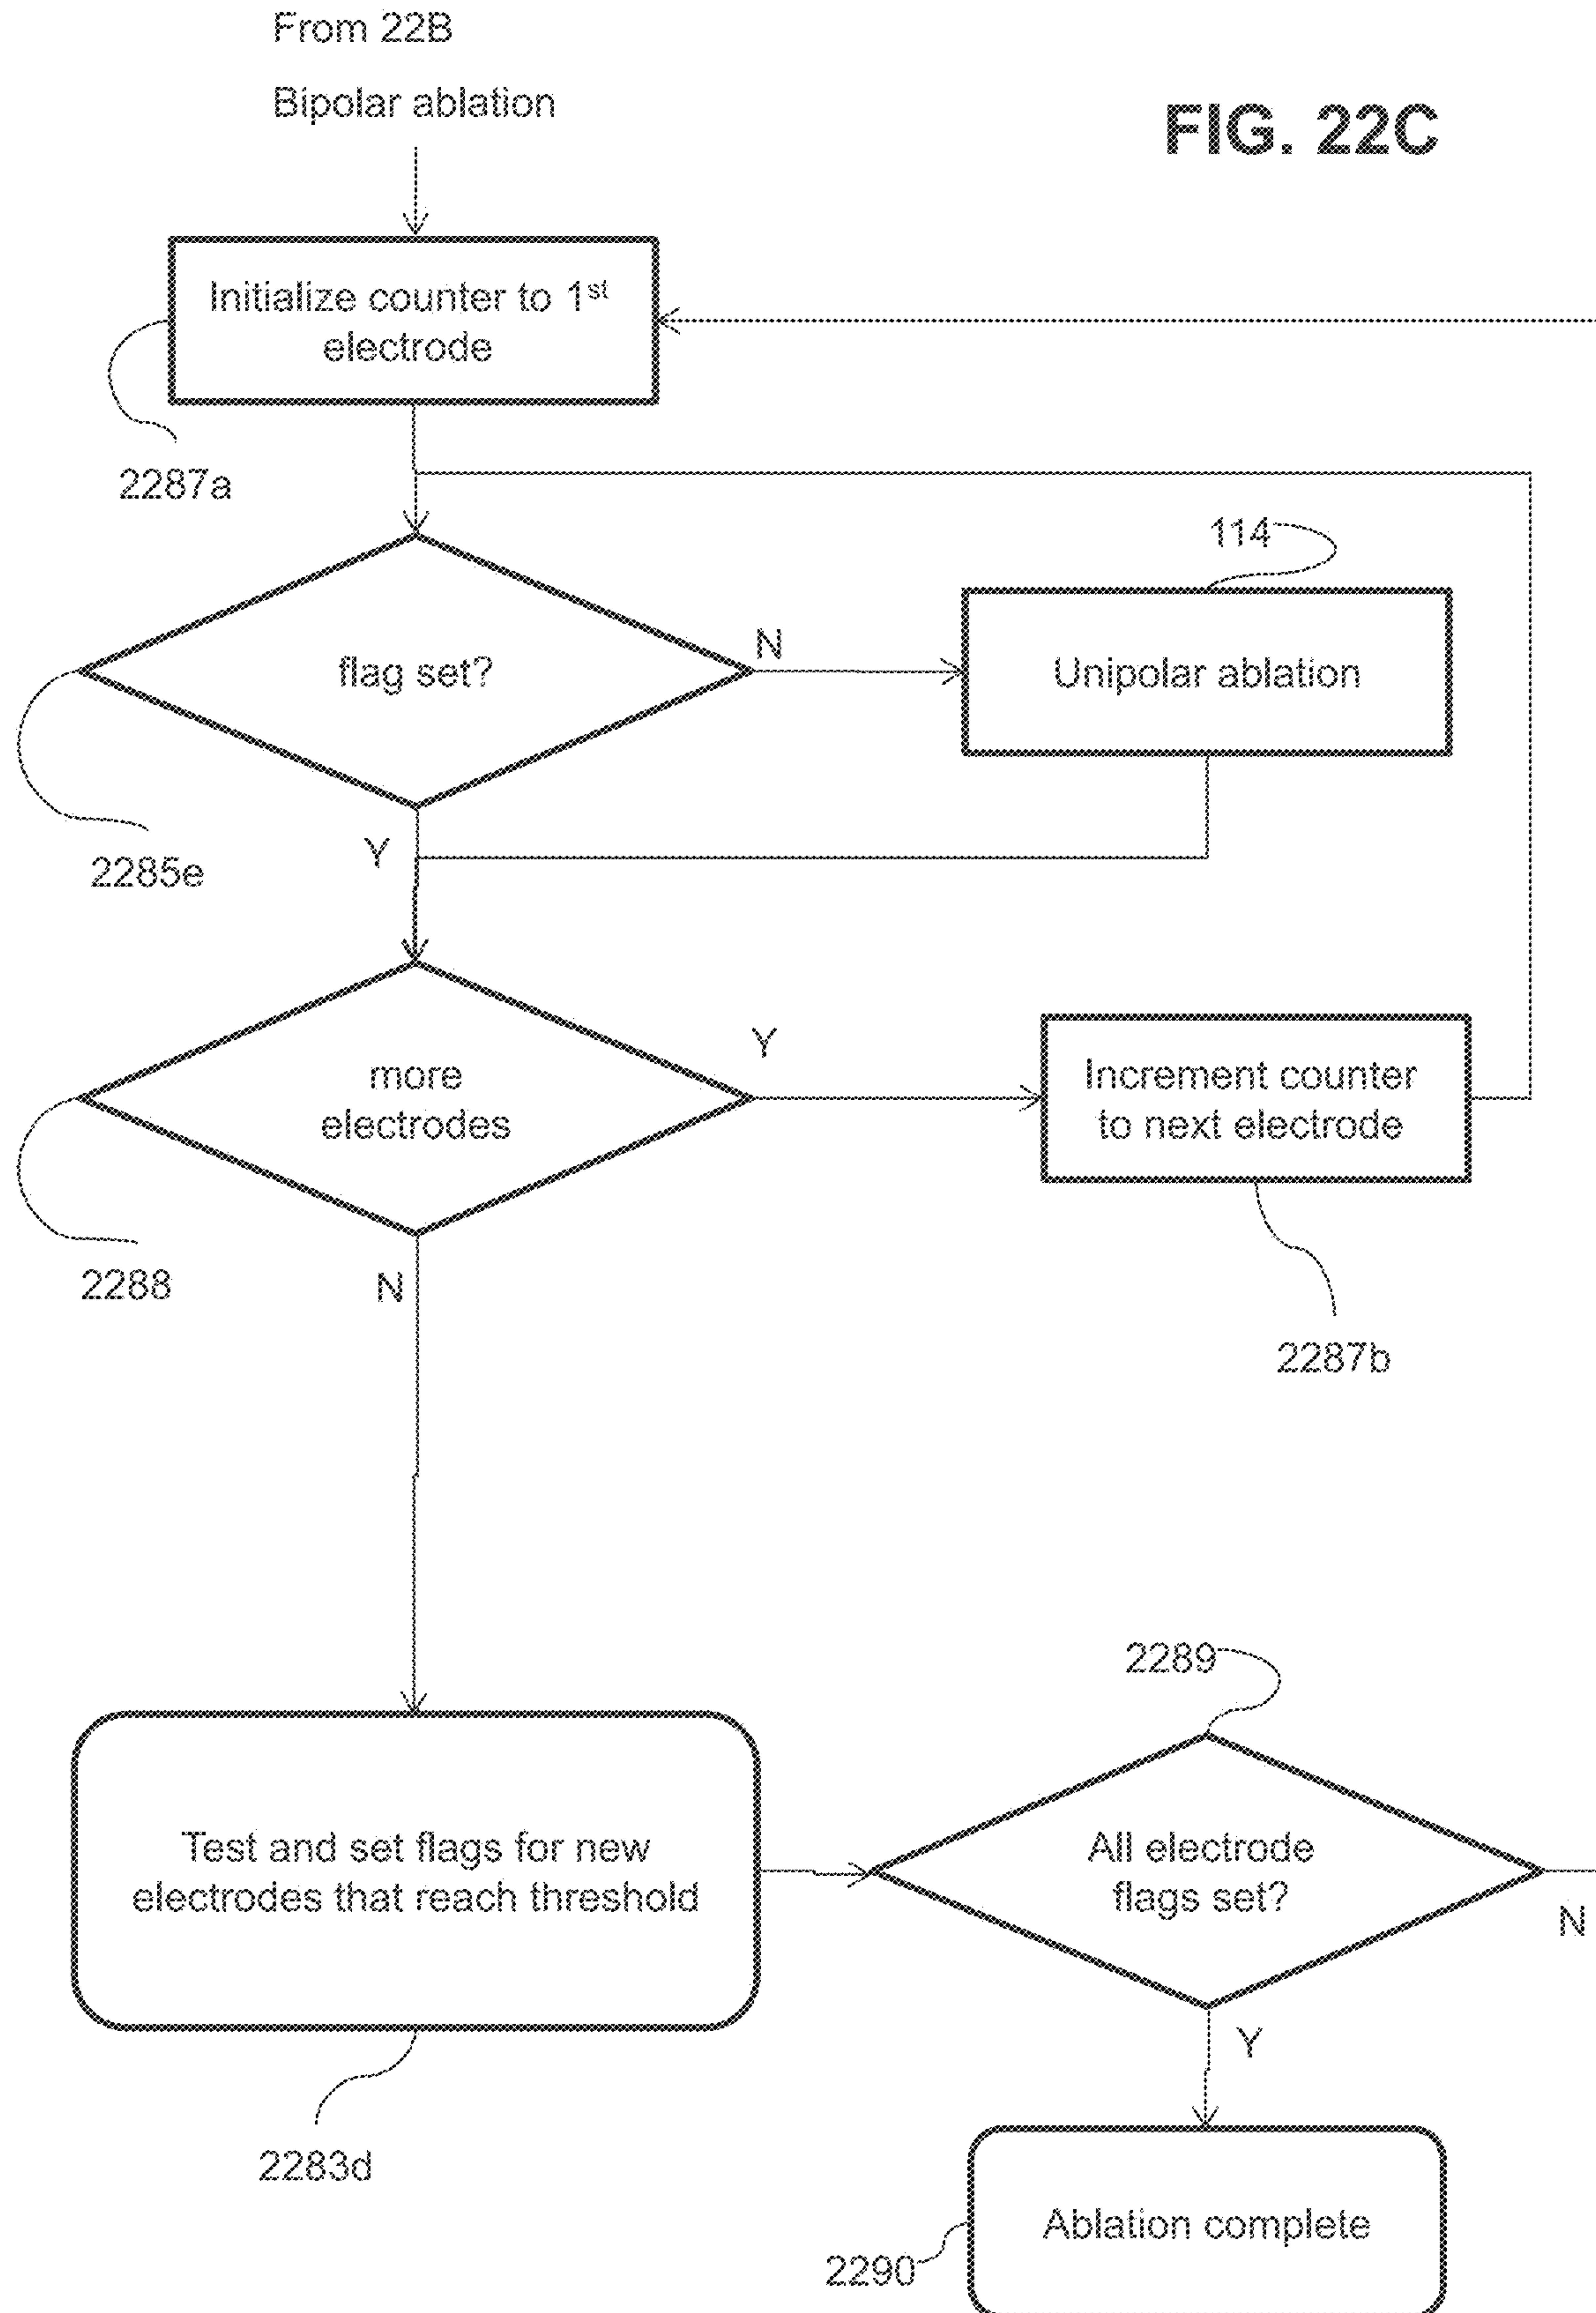 From 22B
Bipolar ablation
FIG. 22C
Initialize counter to 1st
electrode
2287a
114
flag set?
N
Unipolar ablation
Y
2285e
more
electrodes
Y
Increment counter
to next electrode
2288
N
2287b
2289
Test and set flags for new
electrodes that reach threshold
All electrode
flags set?
N
Y
2283d
Ablation complete
2290